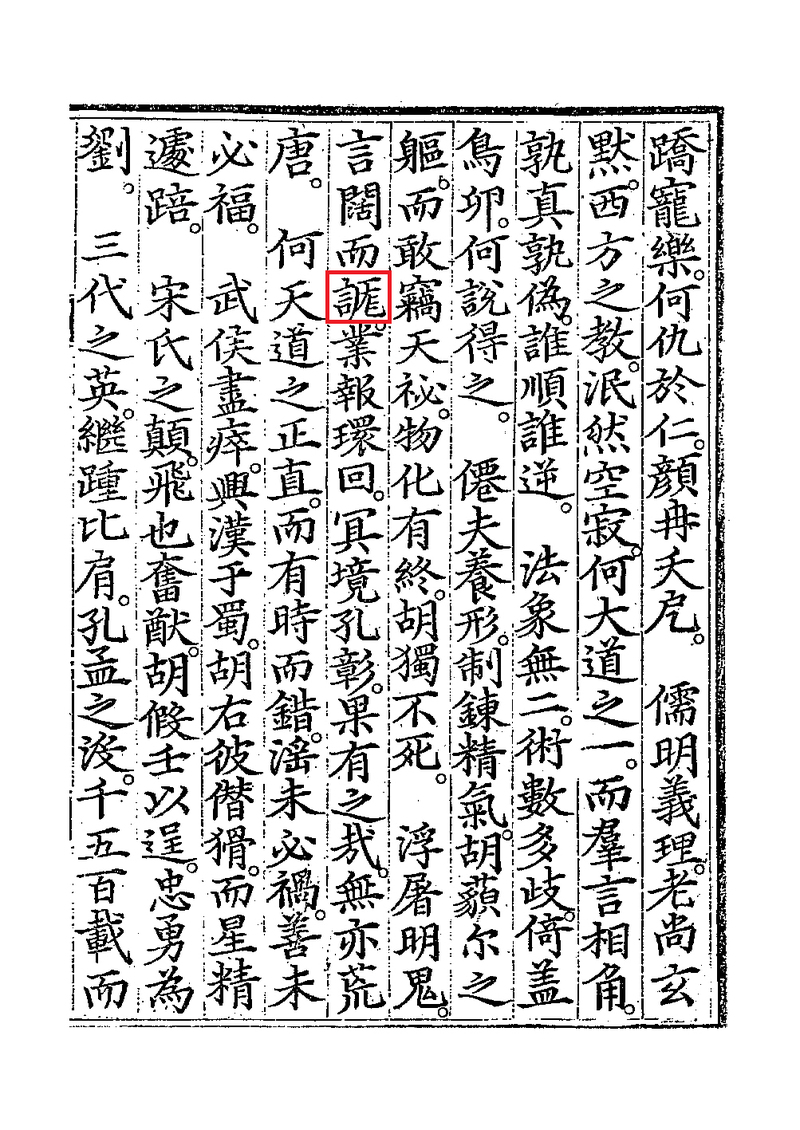 蹻寵樂。何仇於仁。顏冉夭戹。　儒明義理。老尚玄
默。西方之教。泯然空寂。何大道之一。而羣言相角。
孰真孰偽。誰順誰逆。　法象無二。術數多歧。倚蓋
鳥卵。何說得之。　僊夫養形。制鍊精氣。胡藐尒之
軀。而敢竊天祕。物化有終。胡獨不死。　浮屠明鬼。
言闊而。業報環回。冥境孔彰。果有之哉。無亦荒
唐。　何天道之正直。而有時而錯。滛未必禍。善未
必福。　武侯盡瘁。興漢于蜀。胡右彼僣猾。而星精
遽踣。　宋氏之顛。飛也奮猷。胡假壬以逞。忠勇為
劉。　三代之英。繼踵比肩。孔孟之沒。千五百載而